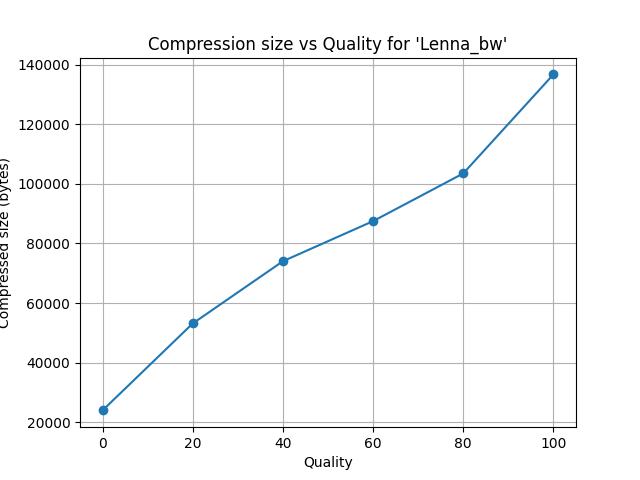 Compression size vs Quality for 'Lenna_bw'
140000
120000
100000
80000
60000
40000
20000
Compressed size (bytes)
0 20 40 60 80 100
Quality